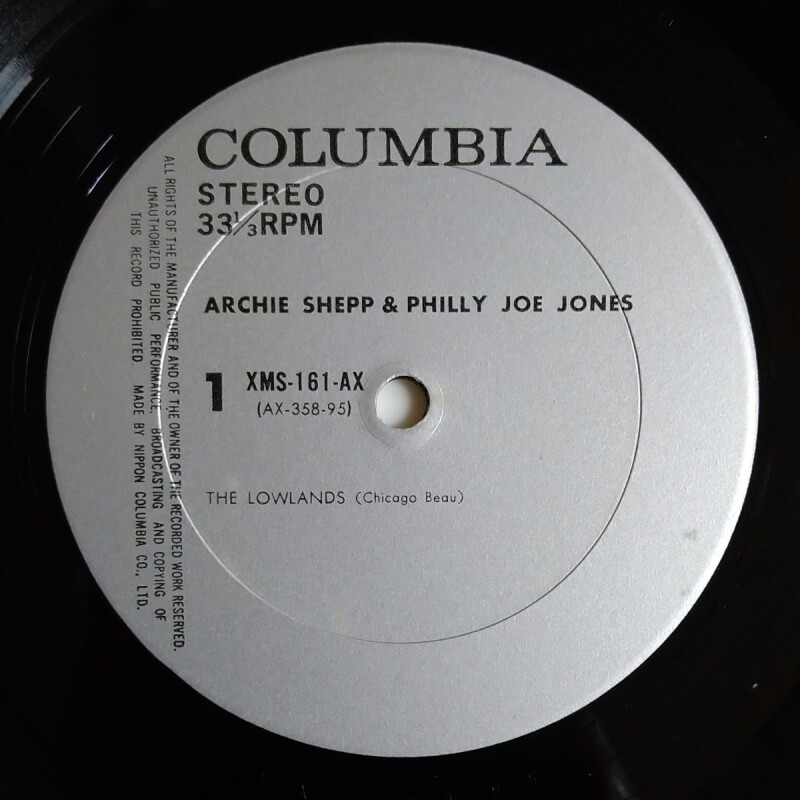 COLUMBIA
STEREO
33⅓RPM
ARCHIE SHEPP & PHILLY JOE JONES
1 XMS-161-AX
(AX-358-95)
THE LOWLANDS (Chicago Beau)
ALL RIGHTS OF THE MANUFACTURER AND OF THE OWNER OF THE RECORDED WORK RESERVED.
UNAUTHORIZED PUBLIC PERFORMANCE, BROADCASTING AND COPYING OF
THIS RECORD PROHIBITED. MADE BY NIPPON COLUMBIA CO., LTD.